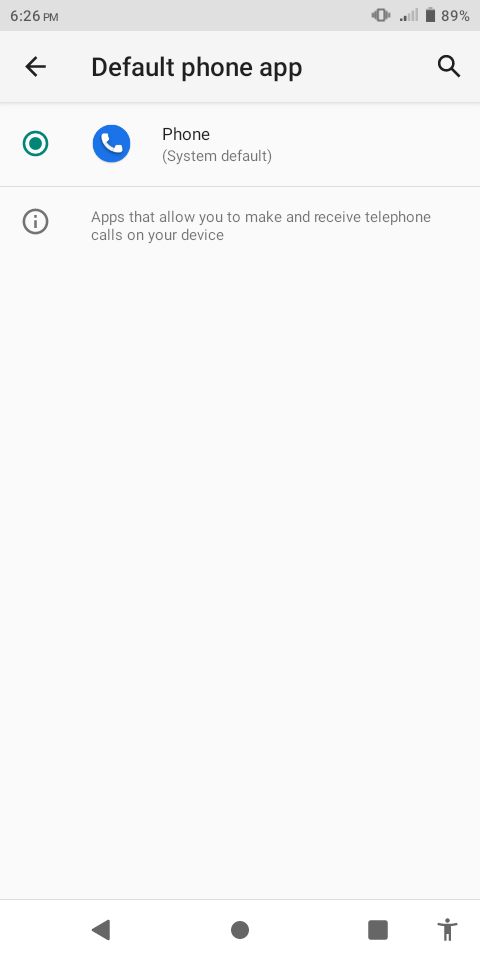 6:26 PM 89%
Default phone app
Phone
(System default)
Apps that allow you to make and receive telephone
calls on your device